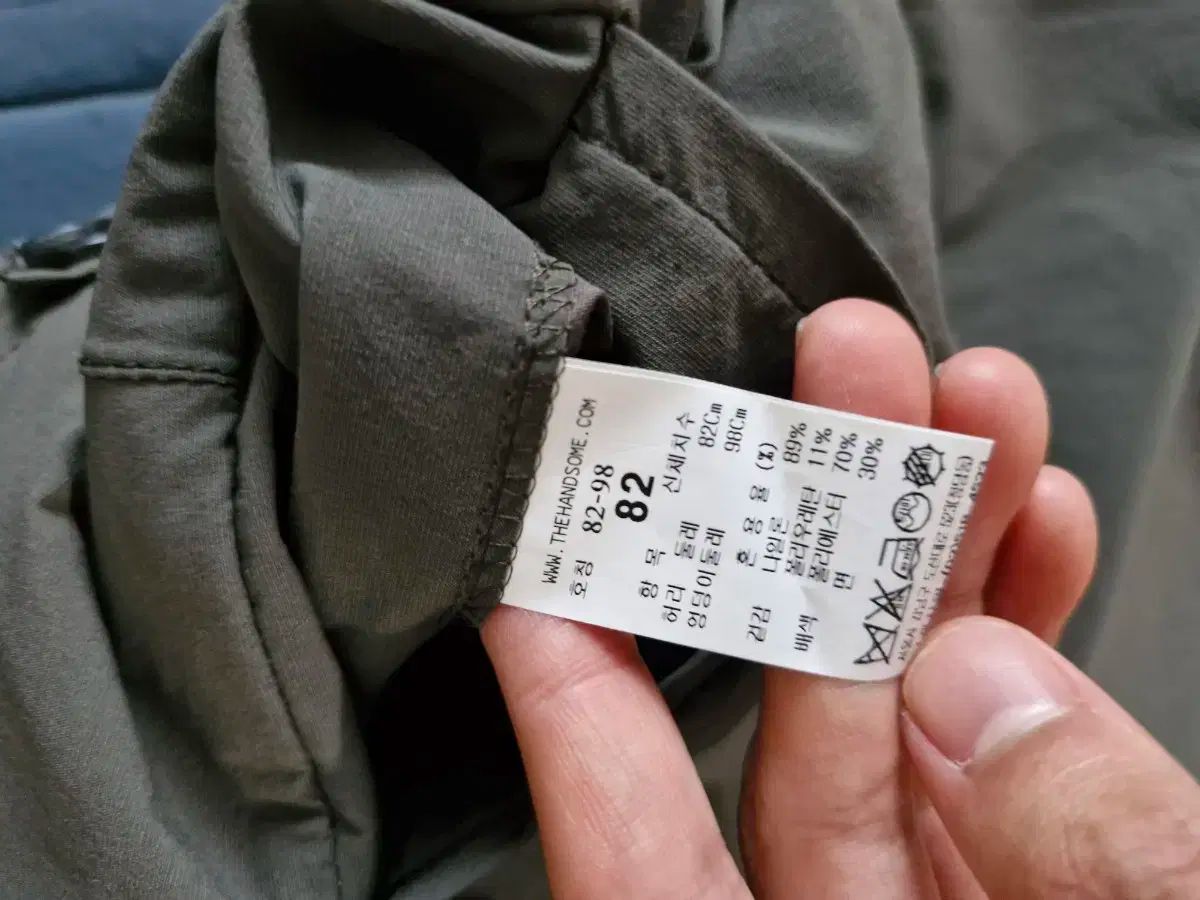 WWW.THEHANDSOME.COM
호칭 82-98
82
항 목 신체치수
허리 둘레 82Cm
엉덩이둘레 98Cm
혼 용 율 (%)
겉감 나일론 89%
폴리우레탄 11%
배색 폴리에스터 70%
면 30%